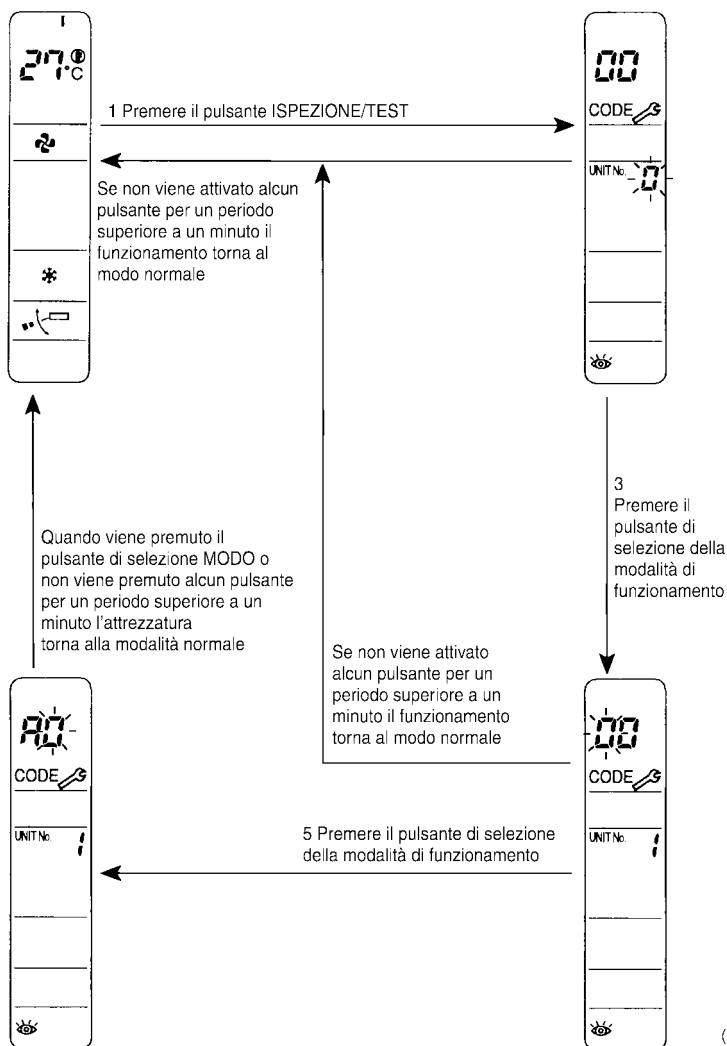 27.°C
1 Premere il pulsante ISPEZIONE/TEST
Se non viene attivato alcun
pulsante per un periodo
superiore a un minuto il
funzionamento torna al
modo normale
00
CODE
UNIT No. 0
3
Premere il
pulsante di
selezione della
modalità di
funzionamento
Quando viene premuto il
pulsante di selezione MODO o
non viene premuto alcun pulsante
per un periodo superiore a un
minuto l'attrezzatura
torna alla modalità normale
Se non viene attivato
alcun pulsante per un
periodo superiore a un
minuto il funzionamento
torna al modo normale
A0
CODE
UNIT No. 1
5 Premere il pulsante di selezione
della modalità di funzionamento
00
CODE
UNIT No. 1